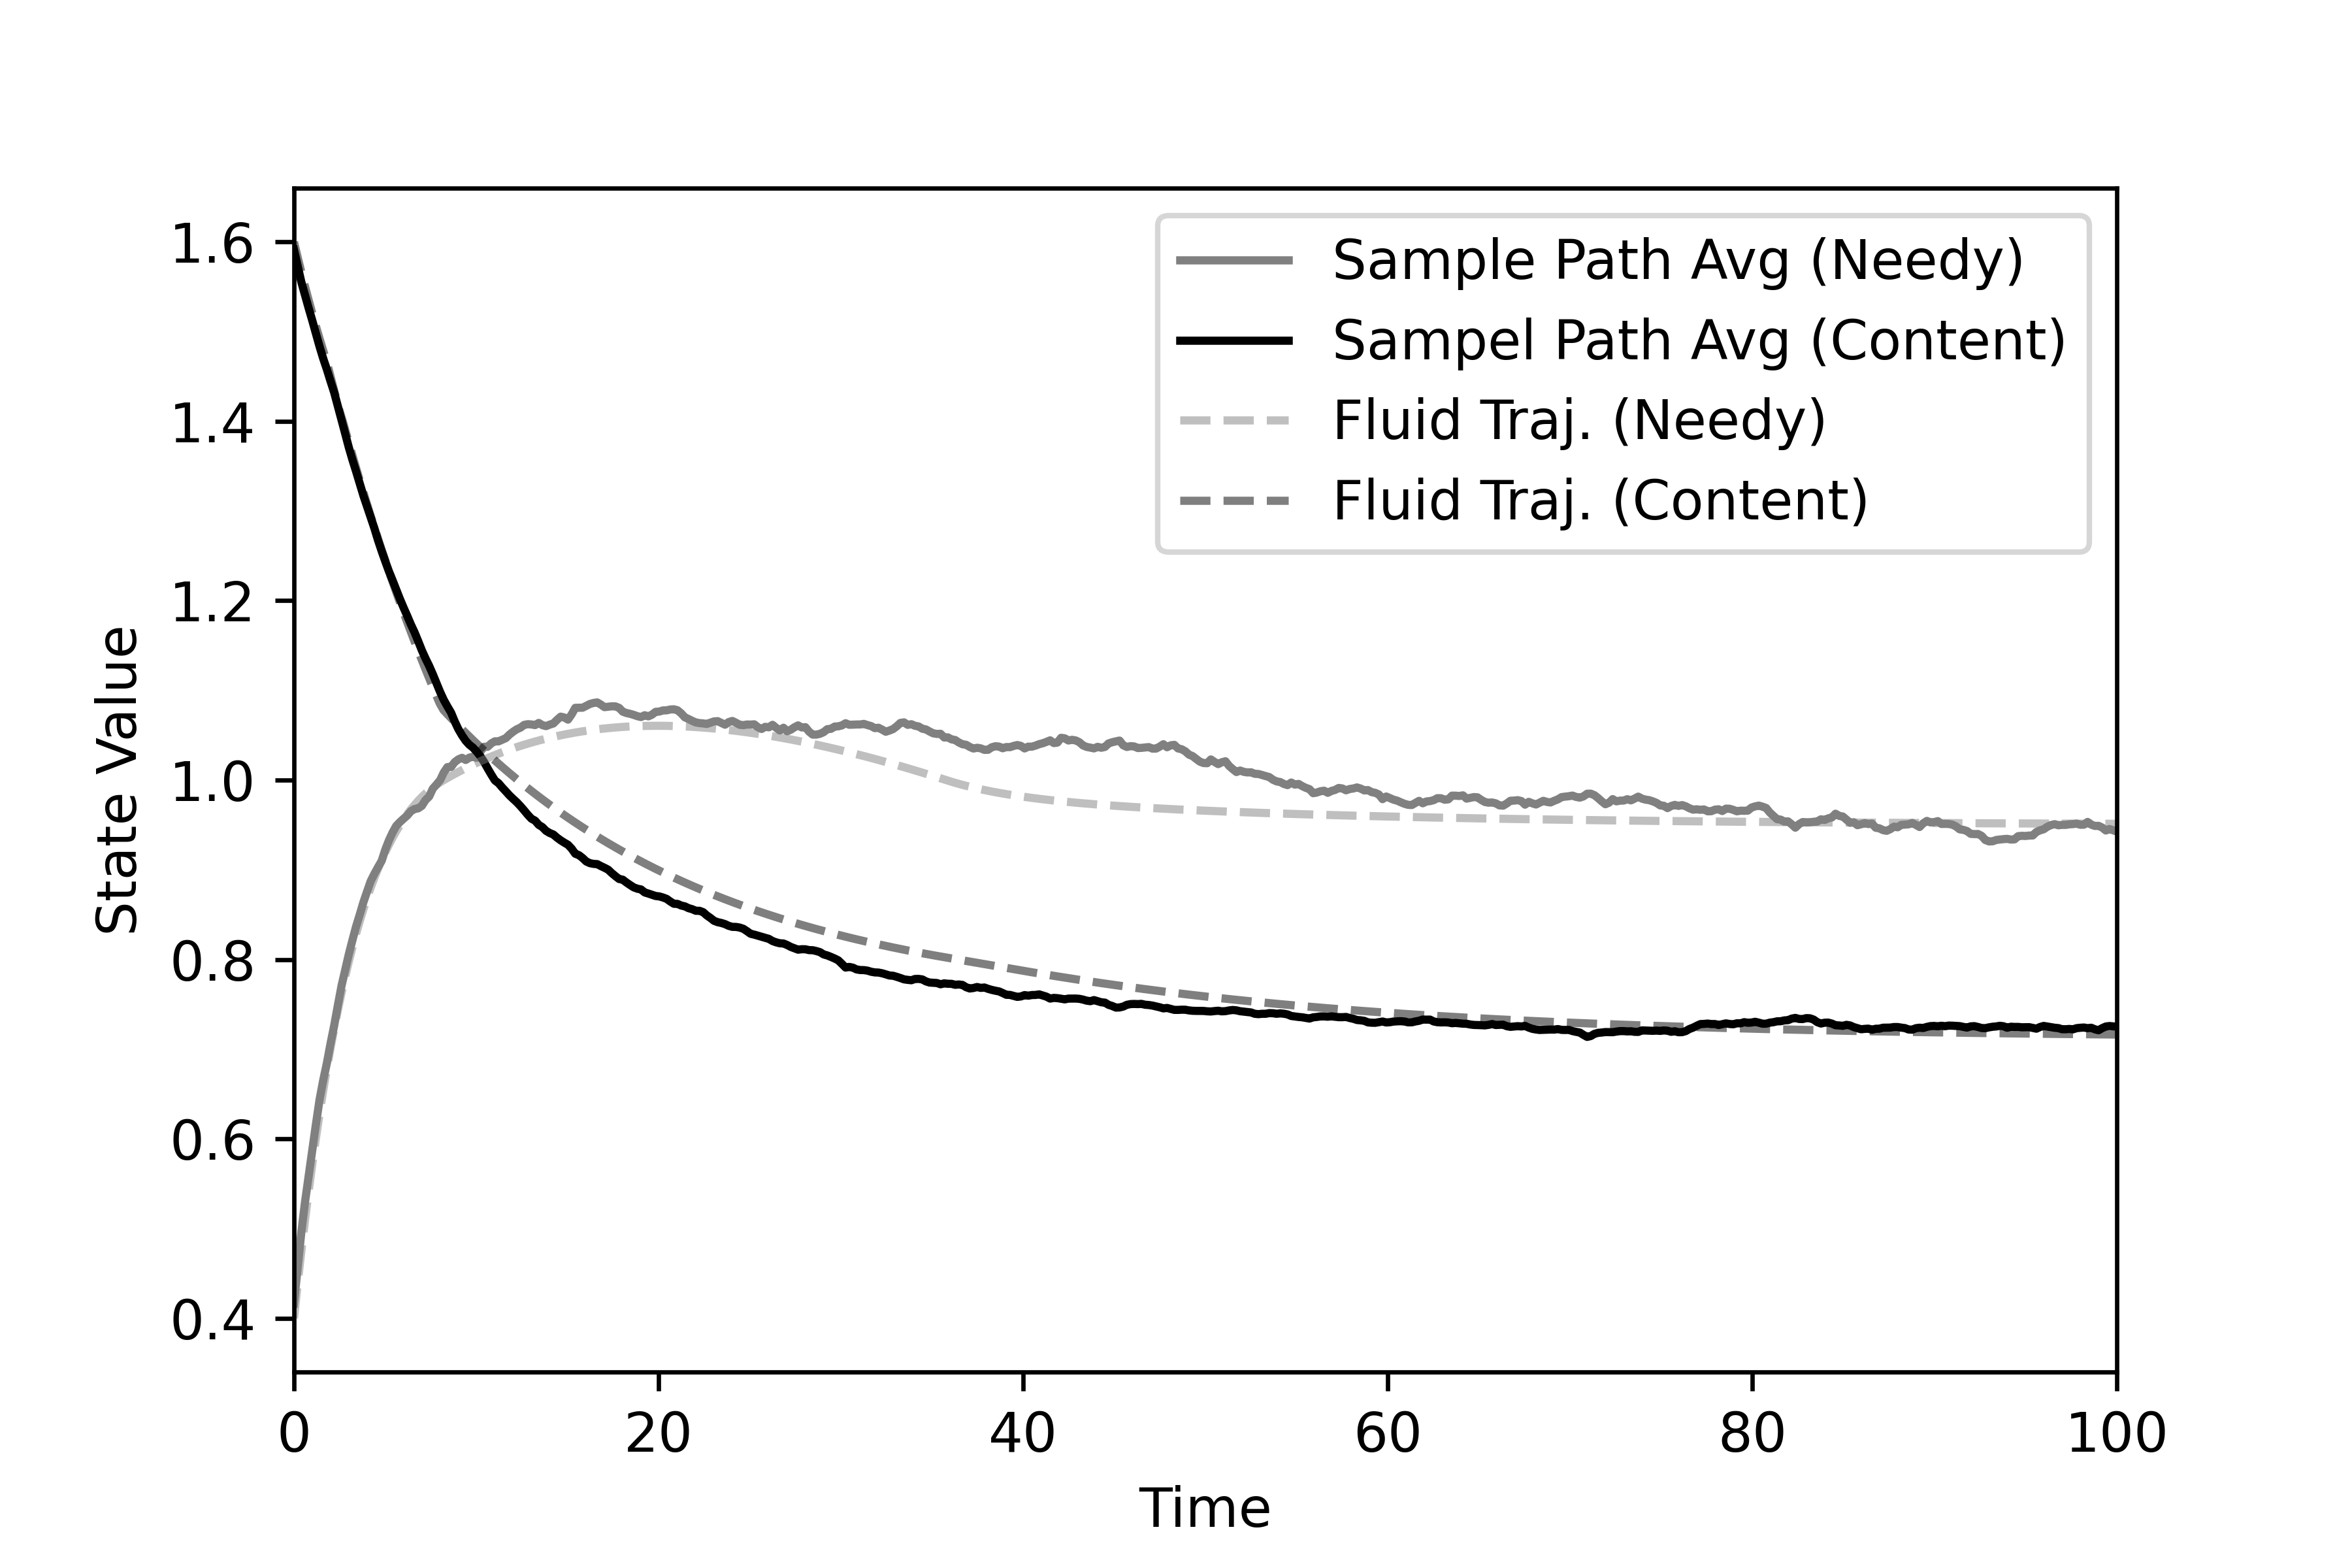 1.6
1.4
1.2
1.0
0.8
0.6
0.4
State Value
Sample Path Avg (Needy)
Sampel Path Avg (Content)
Fluid Traj. (Needy)
Fluid Traj. (Content)
0 20 40 60 80 100
Time